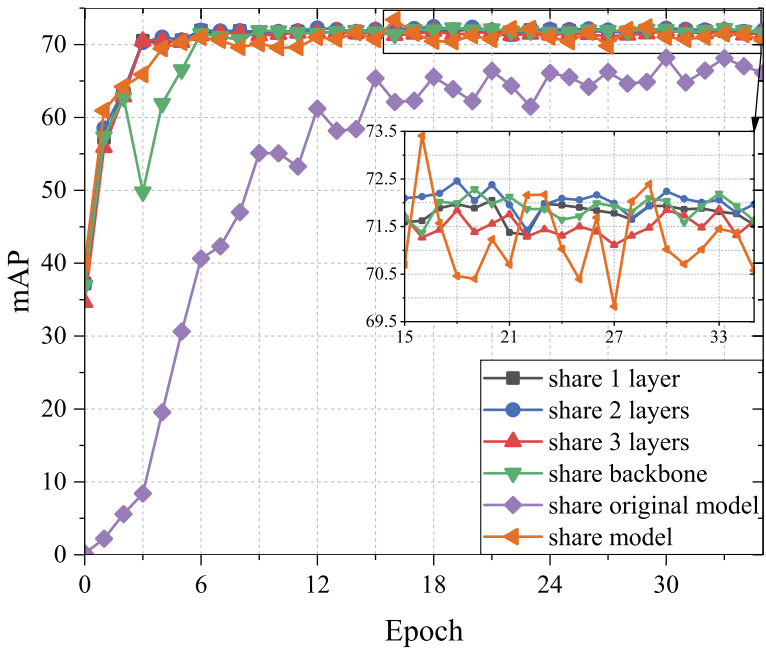 70
60
50
40
30
20
10
0
mAP
0 6 12 18 24 30
Epoch
73.5
72.5
71.5
70.5
69.5
15 21 27 33
share 1 layer
share 2 layers
share 3 layers
share backbone
share original model
share model